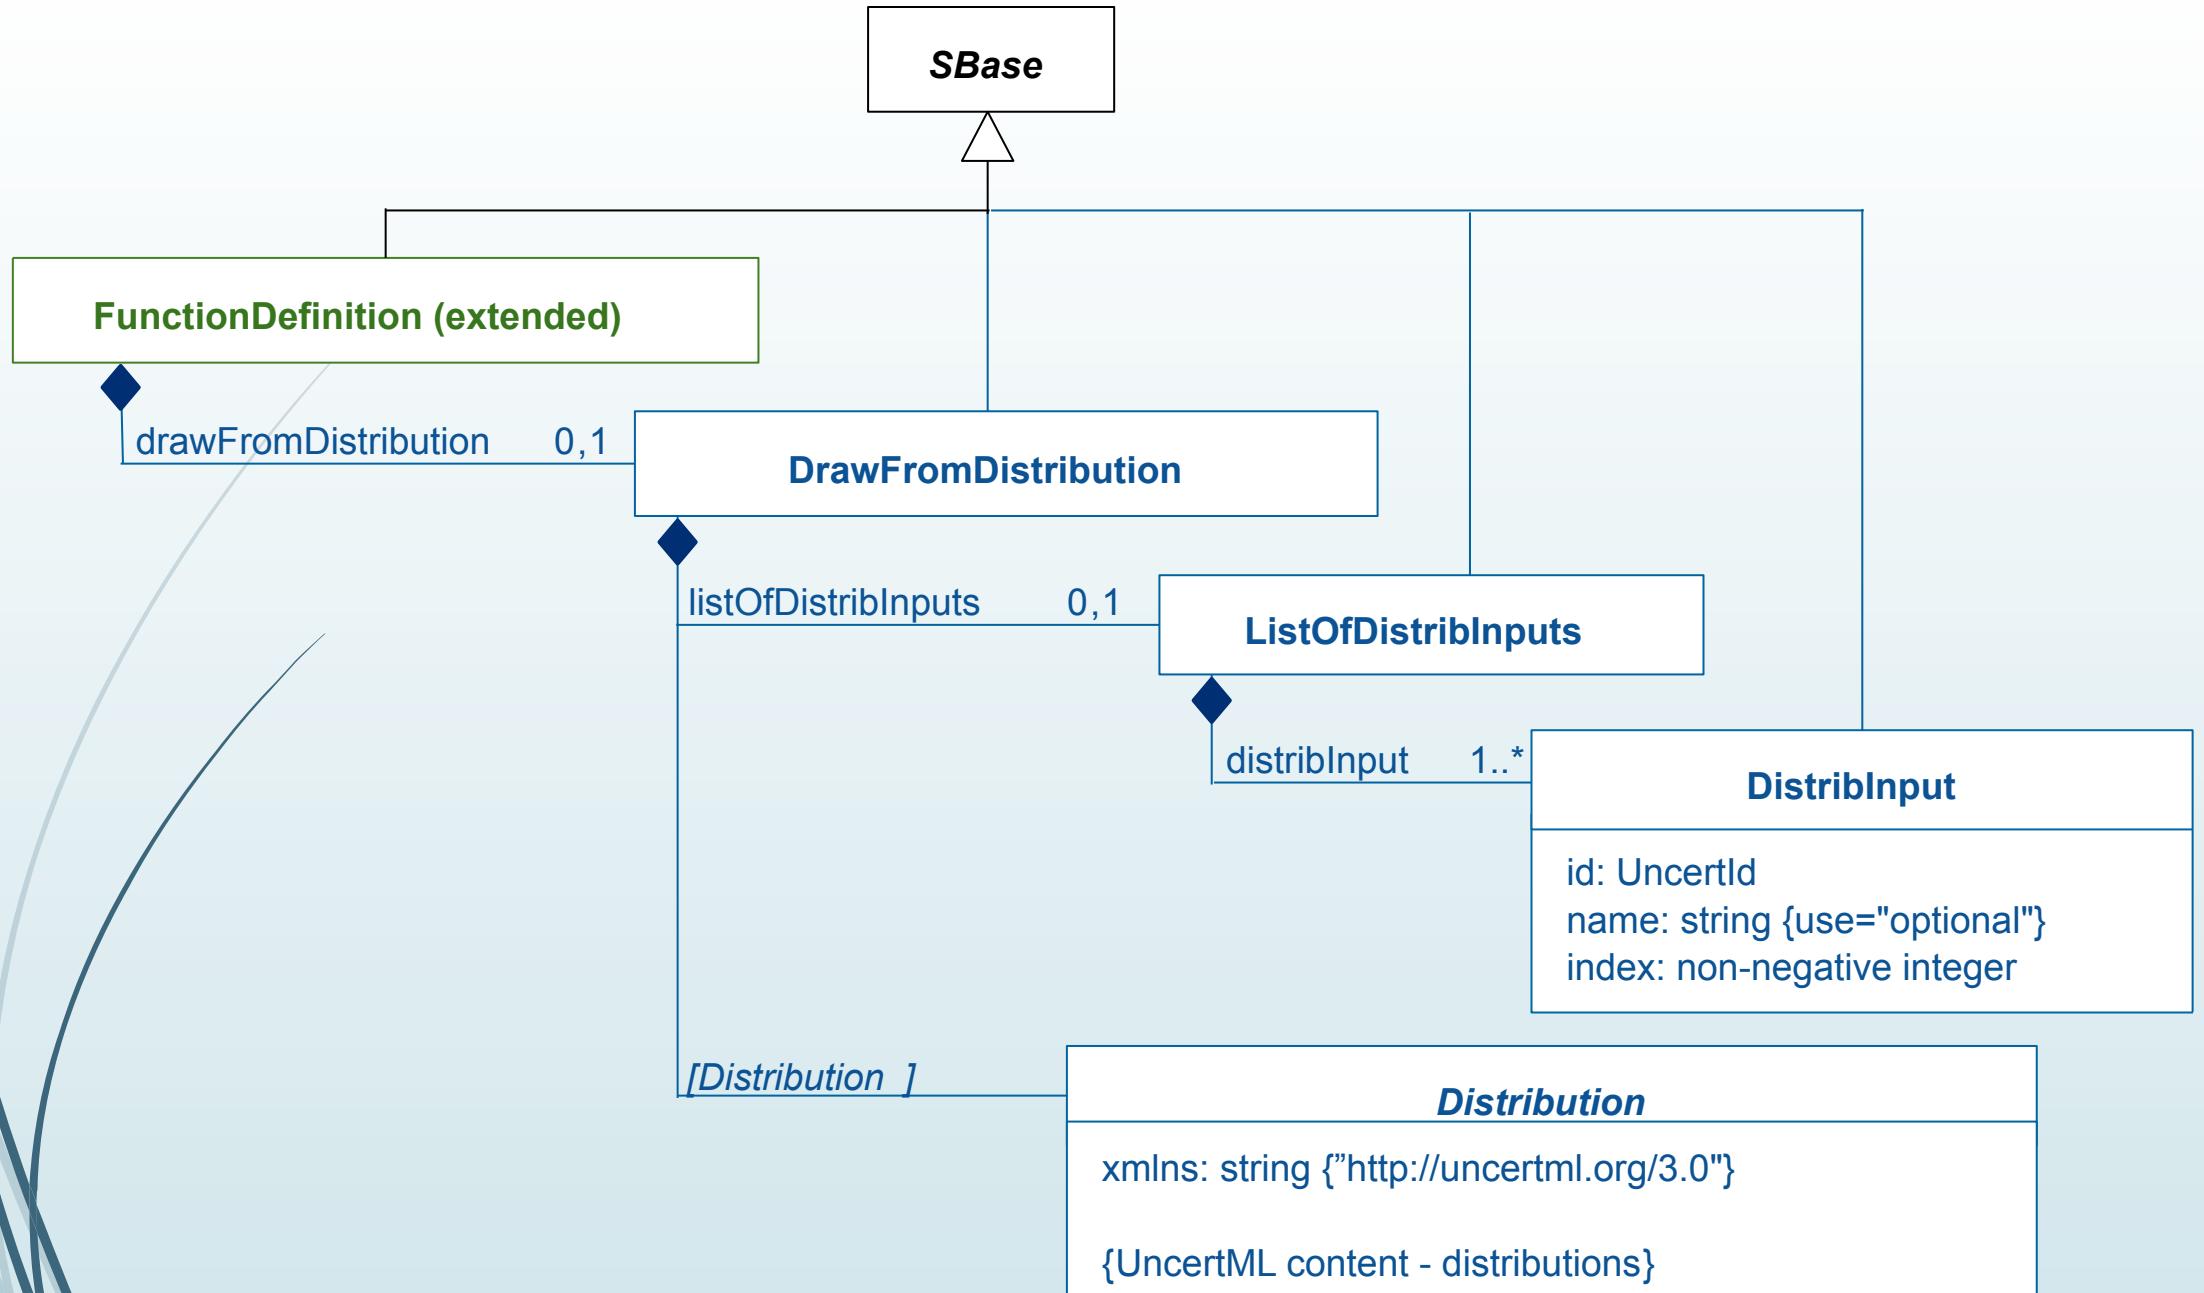 SBase
FunctionDefinition (extended)
drawFromDistribution 0,1
DrawFromDistribution
listOfDistribInputs 0,1
ListOfDistribInputs
distribInput 1..*
DistribInput
id: UncertId
name: string {use="optional"}
index: non-negative integer
[Distribution ]
Distribution
xmlns: string {”http://uncertml.org/3.0"}
{UncertML content - distributions}